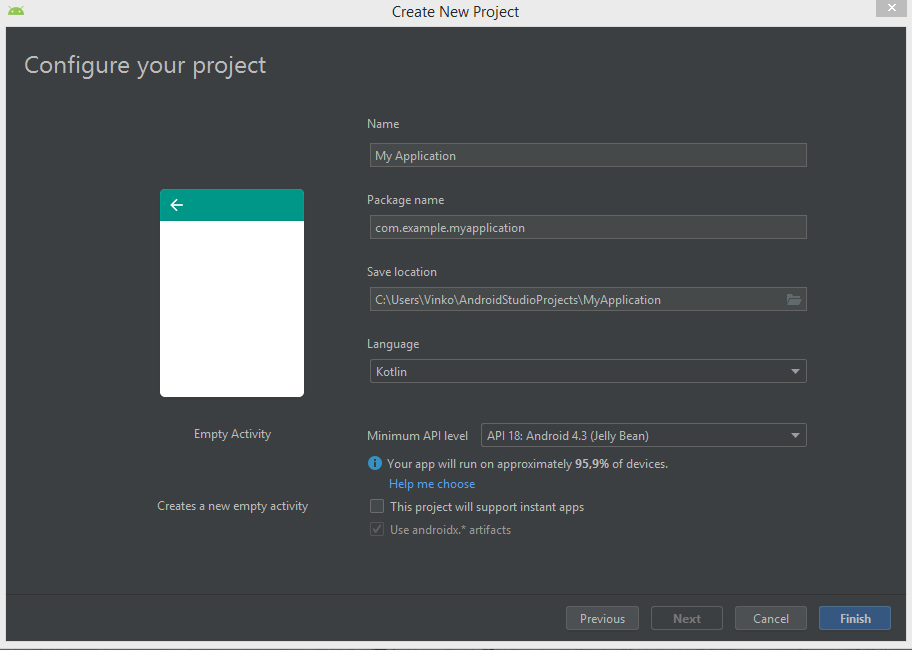 Create New Project
Configure your project
Name
My Application
Package name
com.example.myapplication
Save location
C:\Users\Vinko\AndroidStudioProjects\MyApplication
Language
Kotlin
Empty Activity
Minimum API level API 18: Android 4.3 (Jelly Bean)
Your app will run on approximately 95,9% of devices.
Help me choose
Creates a new empty activity
This project will support instant apps
Use androidx.* artifacts
Previous Next Cancel Finish